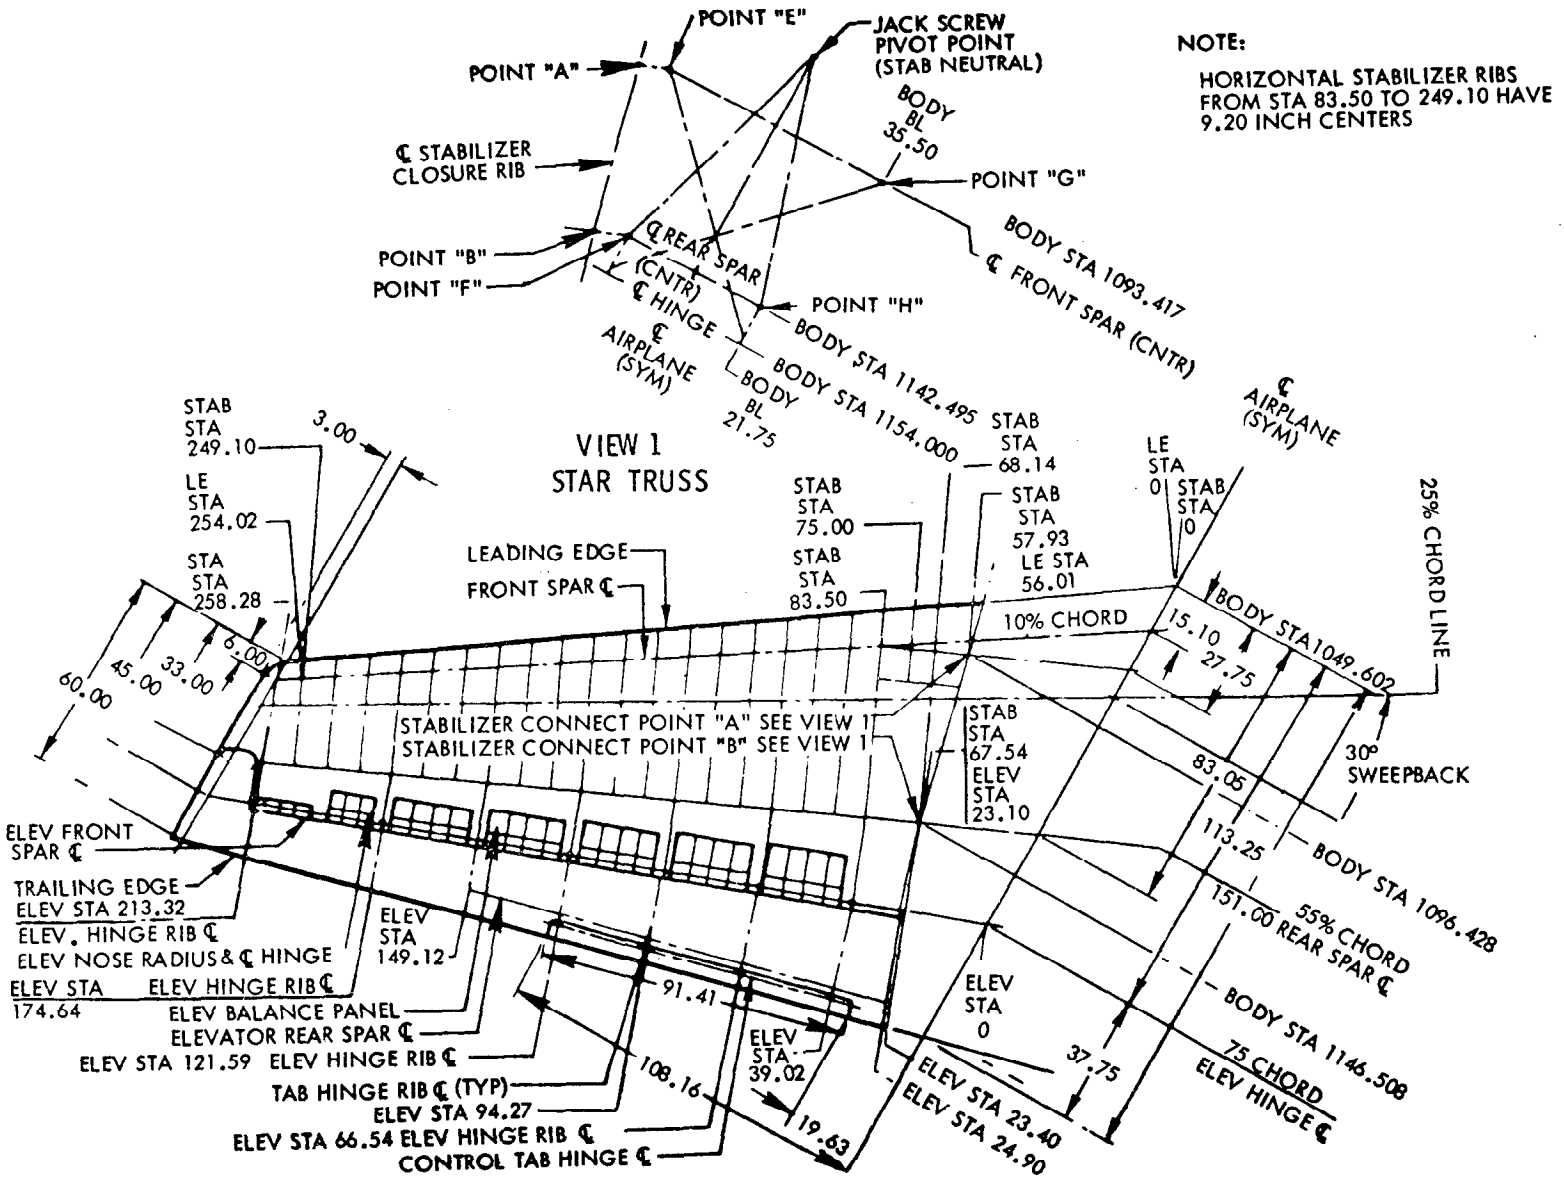 POINT "E"
JACK SCREW
PIVOT POINT
(STAB NEUTRAL)
POINT "A"
NOTE:
HORIZONTAL STABILIZER RIBS
FROM STA 83.50 TO 249.10 HAVE
9.20 INCH CENTERS
BODY
BL
35.50
℄ STABILIZER
CLOSURE RIB
POINT "G"
POINT "B"
POINT "F"
℄ REAR SPAR
(CNTR)
℄ HINGE
℄
AIRPLANE
(SYM)
POINT "H"
BODY STA 1093.417
℄ FRONT SPAR (CNTR)
BODY STA 1142.495
BODY STA 1154.000
BODY
BL
21.75
VIEW 1
STAR TRUSS
℄
AIRPLANE
(SYM)
STAB
STA
249.10
3.00
LE
STA
254.02
STA
STA
258.28
LEADING EDGE
FRONT SPAR ℄
STAB
STA
75.00
STAB
STA
83.50
STAB
STA
68.14
STAB
STA
57.93
LE STA
56.01
LE
STA
0
STAB
STA
0
25% CHORD LINE
10% CHORD
BODY STA 1049.602
15.10
27.75
6.00
33.00
45.00
60.00
STABILIZER CONNECT POINT "A" SEE VIEW 1
STABILIZER CONNECT POINT "B" SEE VIEW 1
STAB
STA
67.54
ELEV
STA
23.10
83.05
30°
SWEEPBACK
113.25
151.00
BODY STA 1096.428
55% CHORD
REAR SPAR ℄
BODY STA 1146.508
75 CHORD
ELEV HINGE ℄
37.75
ELEV FRONT
SPAR ℄
TRAILING EDGE
ELEV STA 213.32
ELEV. HINGE RIB ℄
ELEV NOSE RADIUS & ℄ HINGE
ELEV STA ELEV HINGE RIB ℄
174.64
ELEV
STA
149.12
ELEV BALANCE PANEL
ELEVATOR REAR SPAR ℄
ELEV STA 121.59 ELEV HINGE RIB ℄
TAB HINGE RIB ℄ (TYP)
ELEV STA 94.27
ELEV STA 66.54 ELEV HINGE RIB ℄
CONTROL TAB HINGE ℄
91.41
108.16
ELEV
STA
39.02
19.63
ELEV
STA
0
ELEV STA 23.40
ELEV STA 24.90